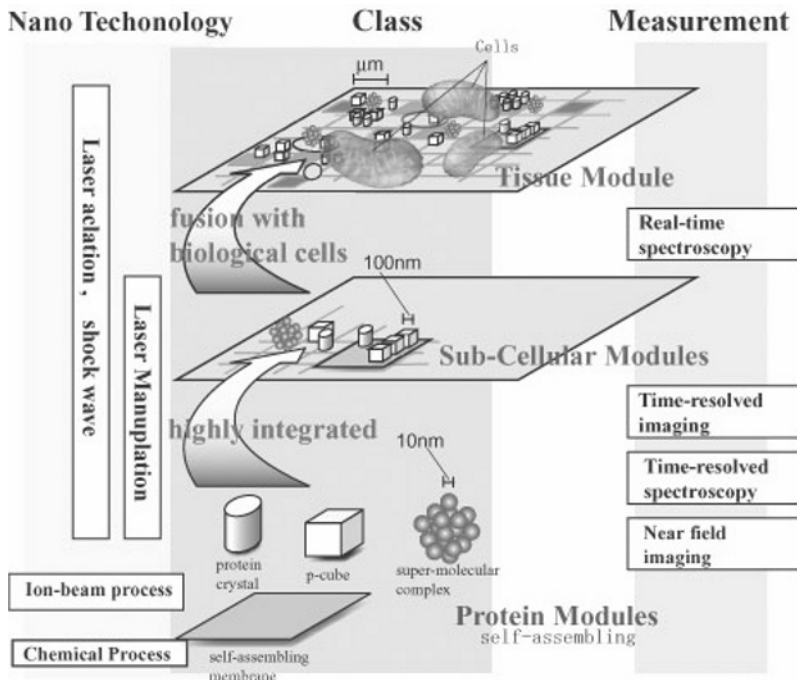 Nano Techonology
Class
Measurement
Cells
μm
Laser aclation , shock wave
Tissue Module
fusion with
biological cells
Real-time
spectroscopy
100nm
Laser Manuplation
Sub-Cellular Modules
Time-resolved
imaging
highly integrated
10nm
Time-resolved
spectroscopy
Near field
imaging
protein
crystal
p-cube
super-molecular
complex
Ion-beam process
Protein Modules
self-assembling
Chemical Process
self-assembling
membrane